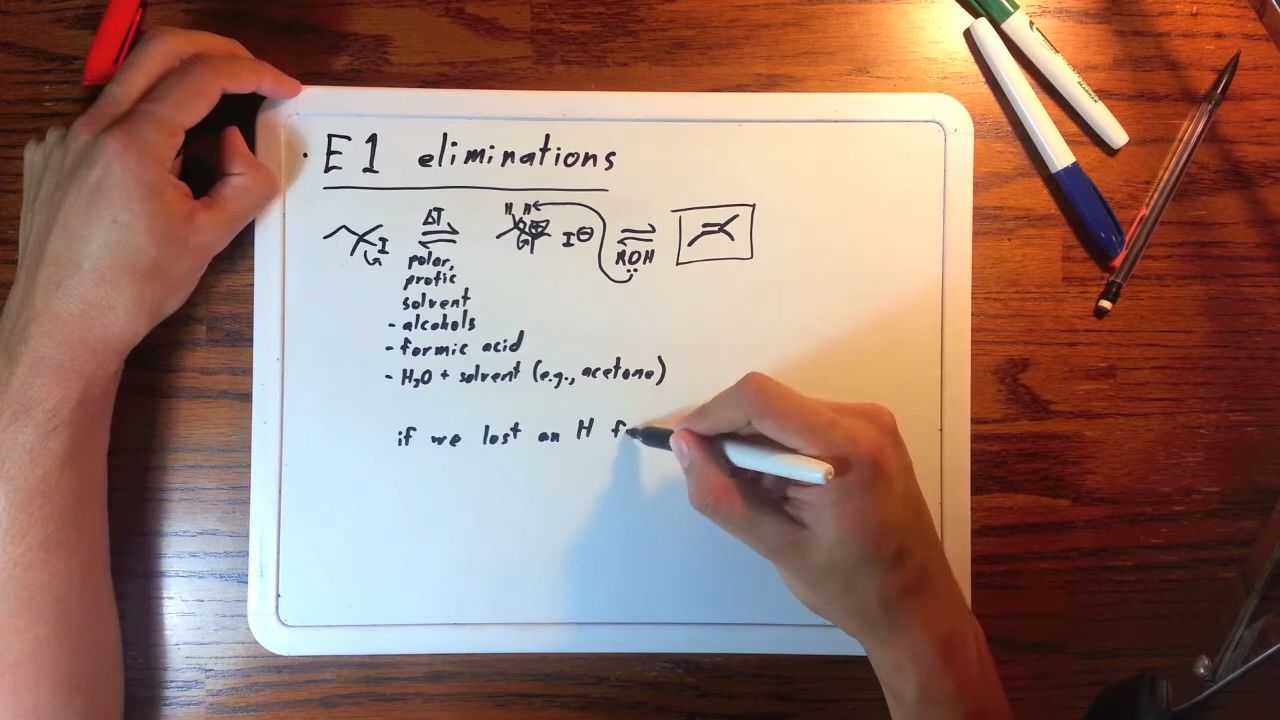 • E1 eliminations
ΔT
H H
I
I⊖
ROH
⊕
polar,
protic
solvent
- alcohols
- formic acid
- H₂O + solvent (e.g., acetone)
if we lost an H f